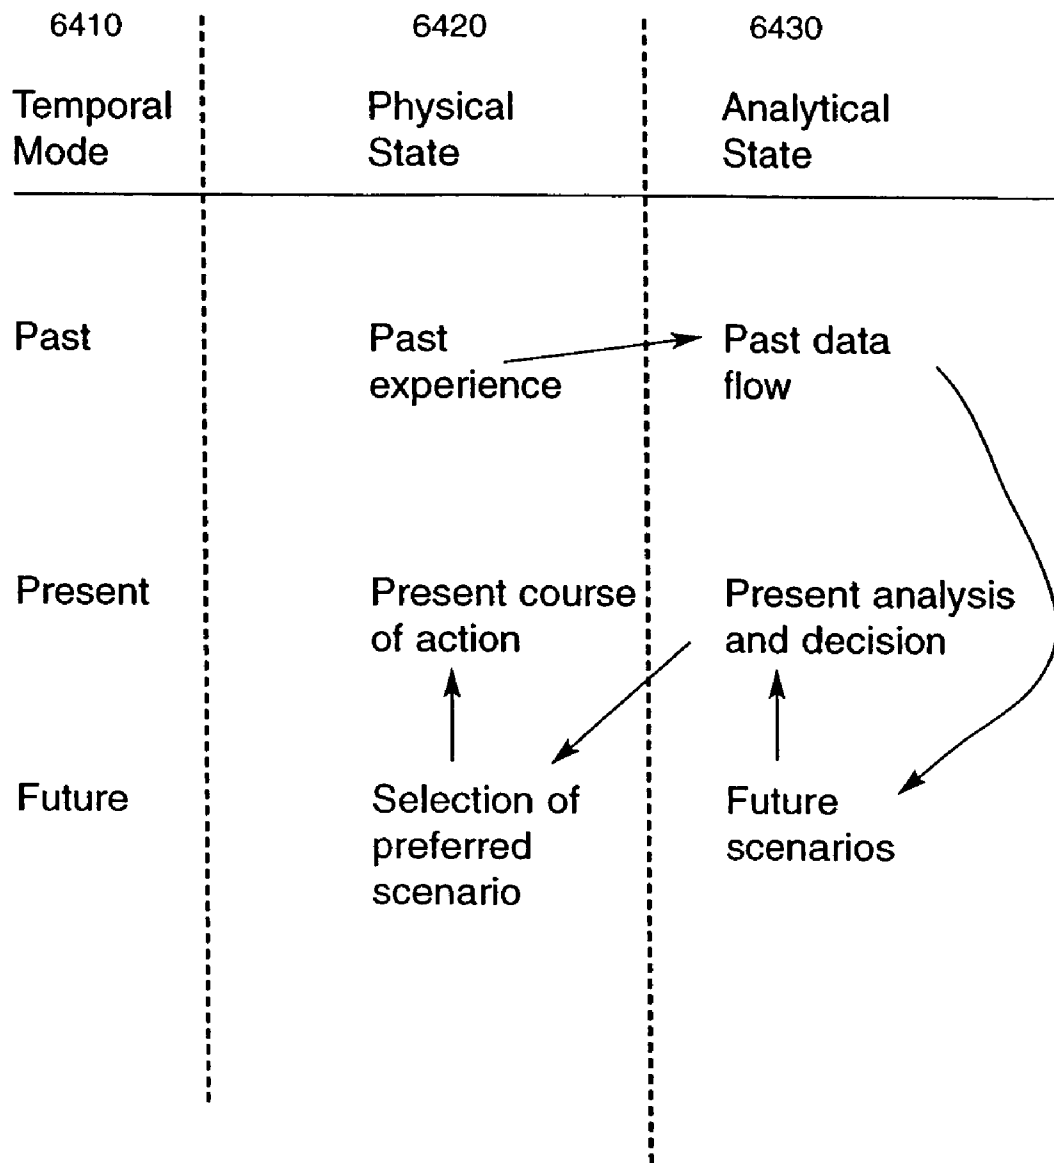 6410 6420 6430
Temporal Physical Analytical
Mode State State
Past Past Past data
experience flow
Present Present course Present analysis
of action and decision
Future Selection of Future
preferred scenarios
scenario